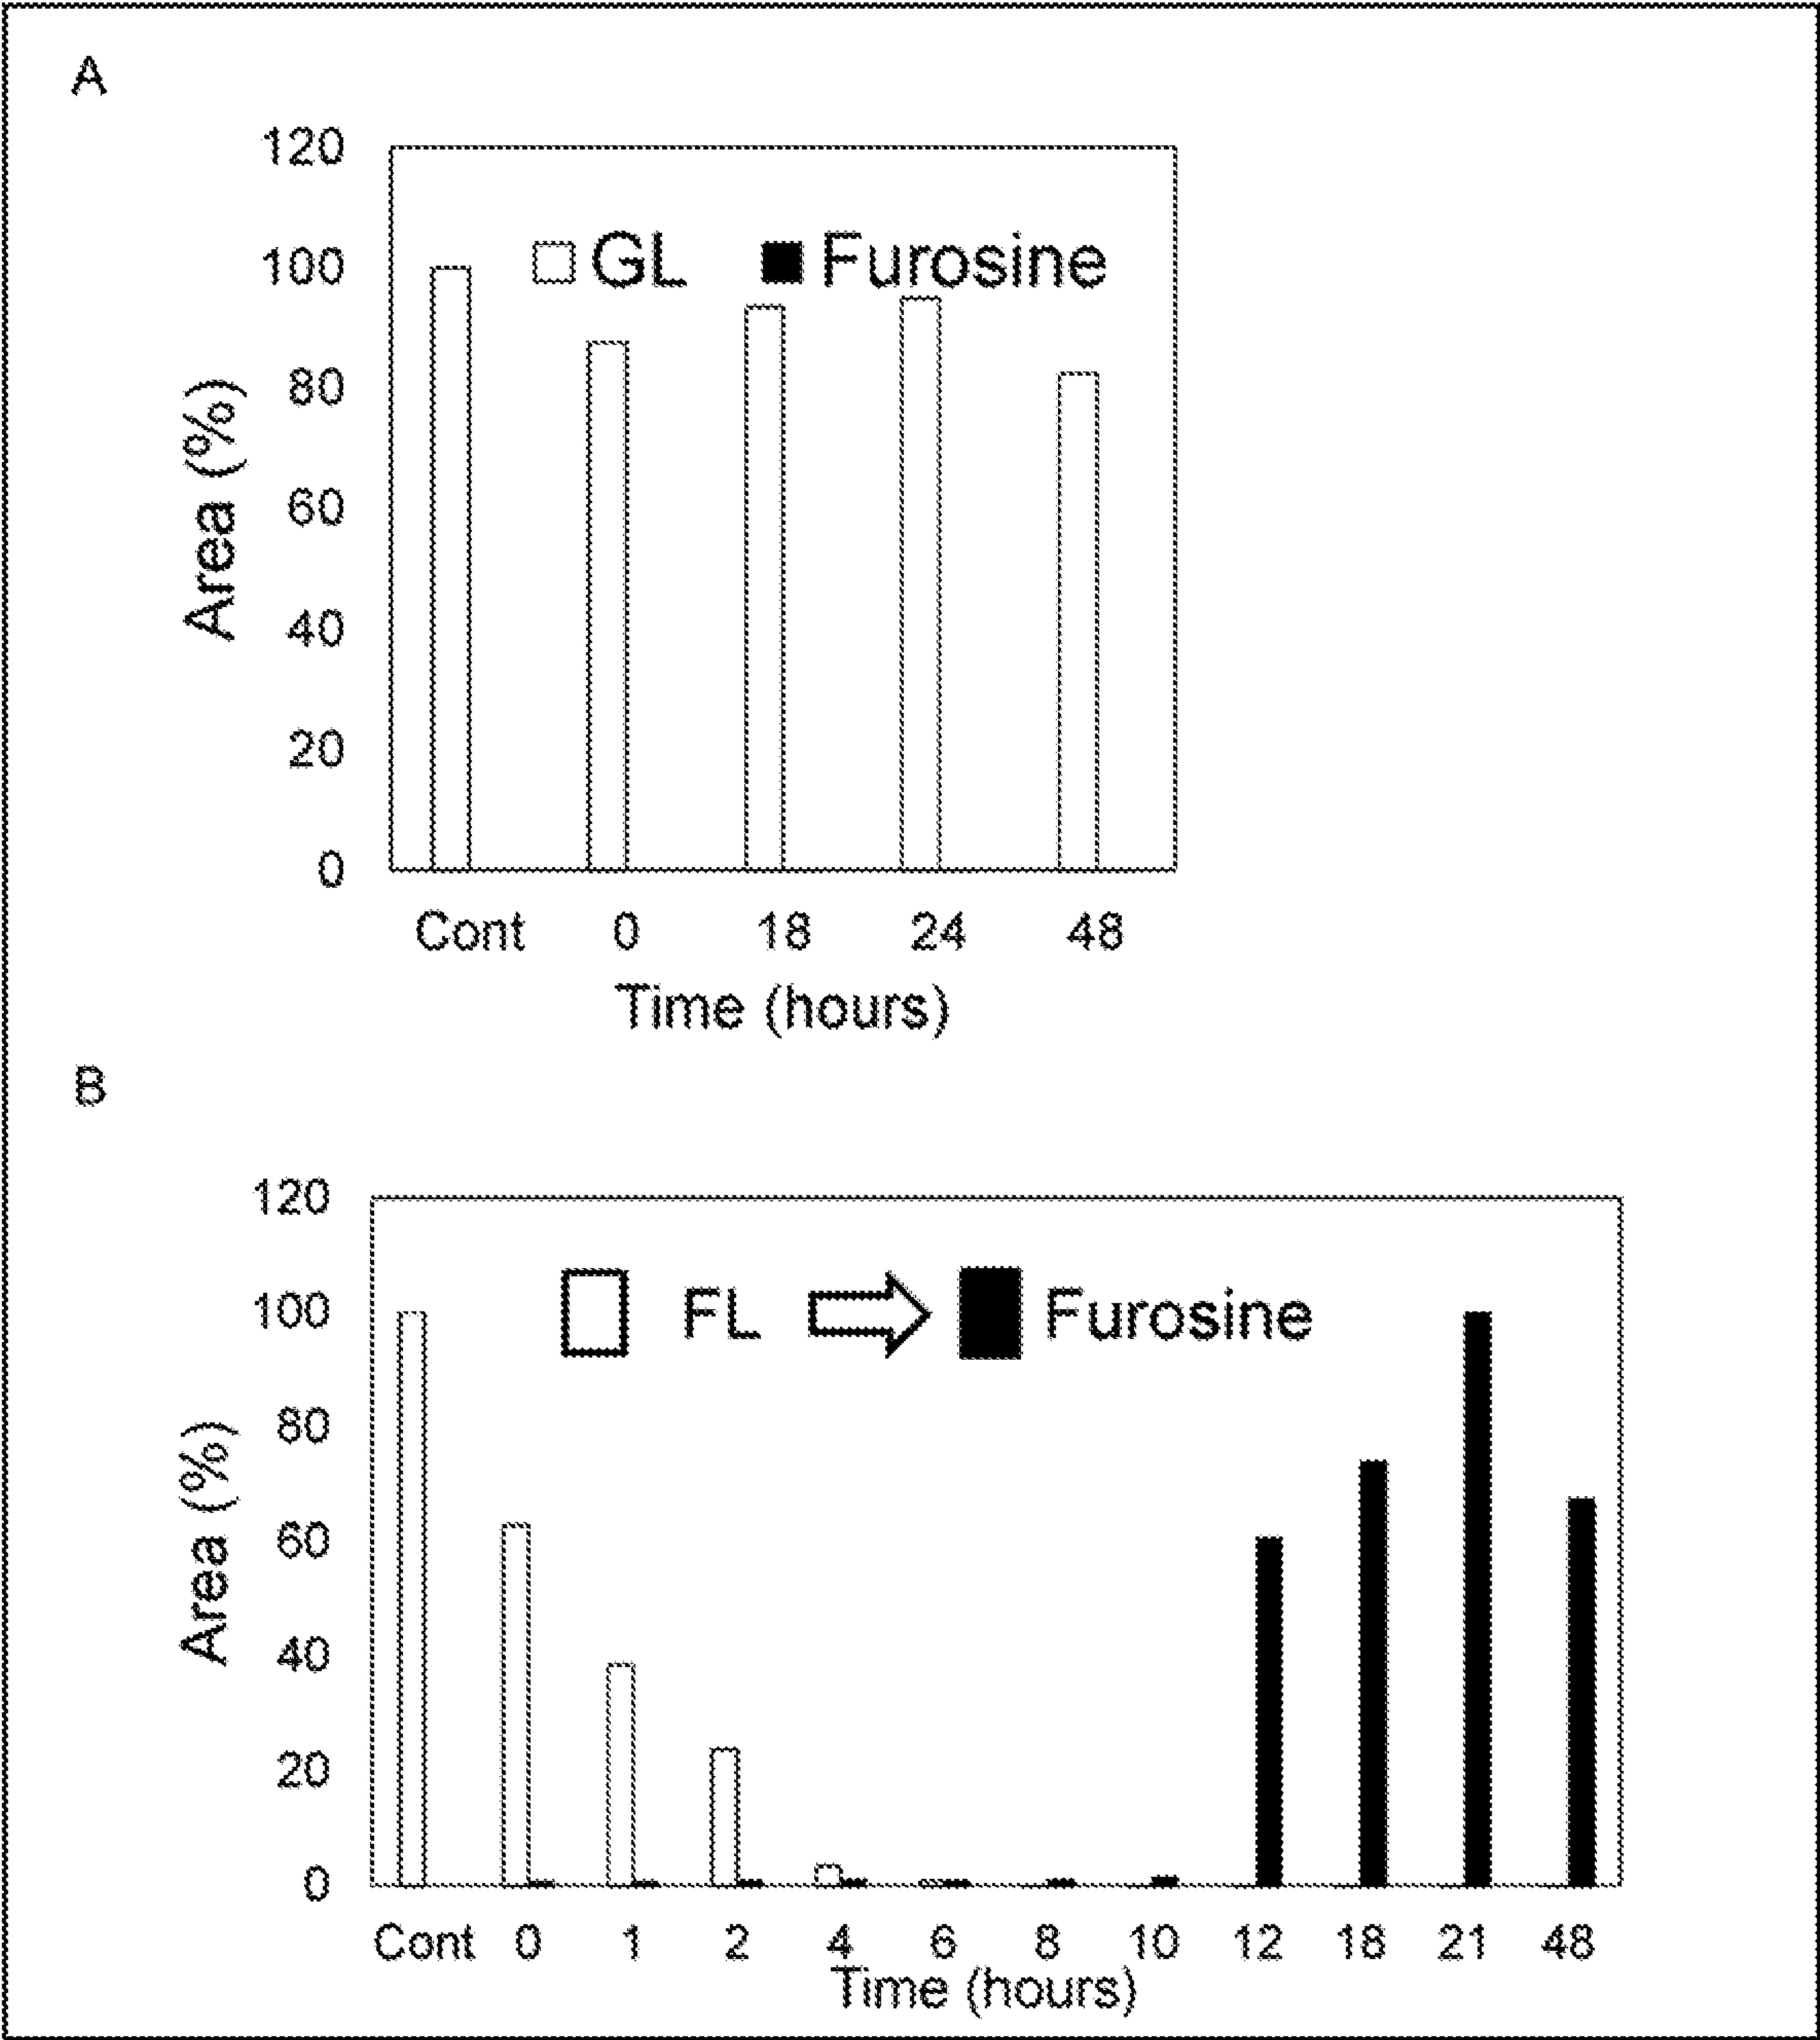 A
120
GL Furosine
100
80
60
40
20
0
Area (%)
Cont 0 18 24 48
Time (hours)
B
120
FL Furosine
100
80
60
40
20
0
Area (%)
Cont 0 1 2 4 6 8 10 12 18 21 48
Time (hours)